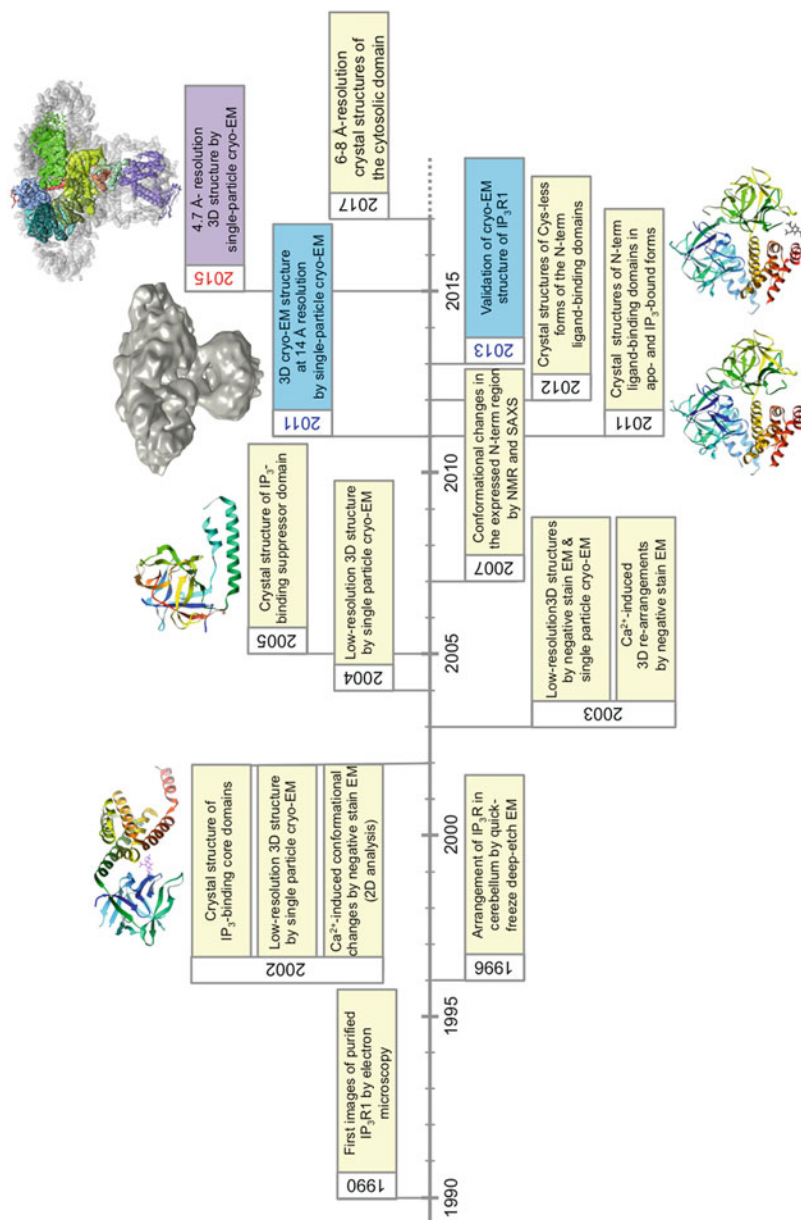 1990
First images of purified
IP₃R1 by electron
microscopy
2002
Crystal structure of
IP₃-binding core domains
Low-resolution 3D structure
by single particle cryo-EM
Ca²⁺-induced conformational
changes by negative stain EM
(2D analysis)
2005
Crystal structure of IP₃-
binding suppressor domain
2004
Low-resolution 3D structure
by single particle cryo-EM
2011
3D cryo-EM structure
at 14 Å resolution
by single-particle cryo-EM
2015
4.7 Å- resolution
3D structure by
single-particle cryo-EM
2017
6-8 Å-resolution
crystal structures of
the cytosolic domain
1990
1995
2000
2005
2010
2015
1996
Arrangement of IP₃R in
cerebellum by quick-
freeze deep-etch EM
2003
Low-resolution3D structures
by negative stain EM &
single particle cryo-EM
Ca²⁺-induced
3D re-arrangements
by negative stain EM
2007
Conformational changes in
the expressed N-term region
by NMR and SAXS
2013
Validation of cryo-EM
structure of IP₃R1
2012
Crystal structures of Cys-less
forms of the N-term
ligand-binding domains
2011
Crystal structures of N-term
ligand-binding domains in
apo- and IP₃-bound forms